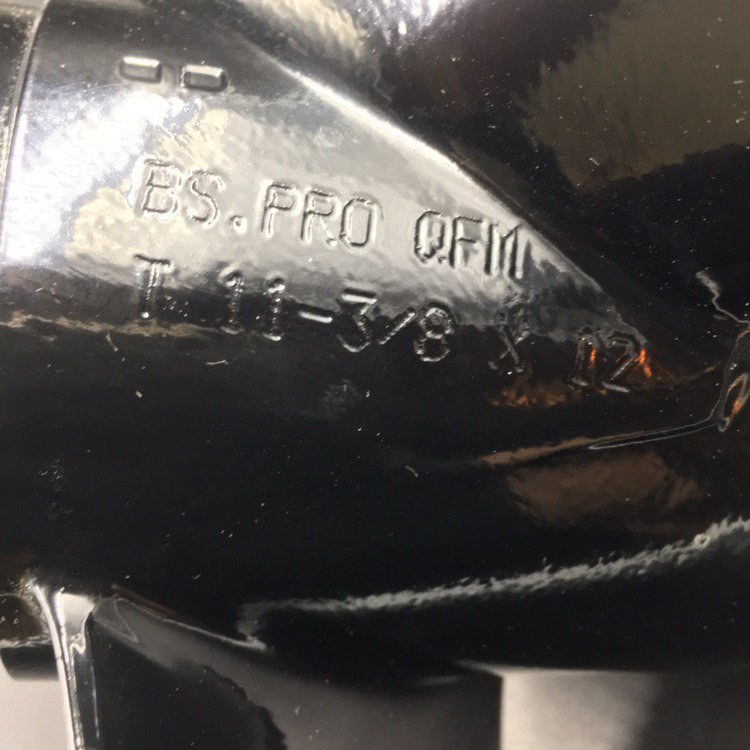 BS.PRO QFM
T 11-3/8 X 12